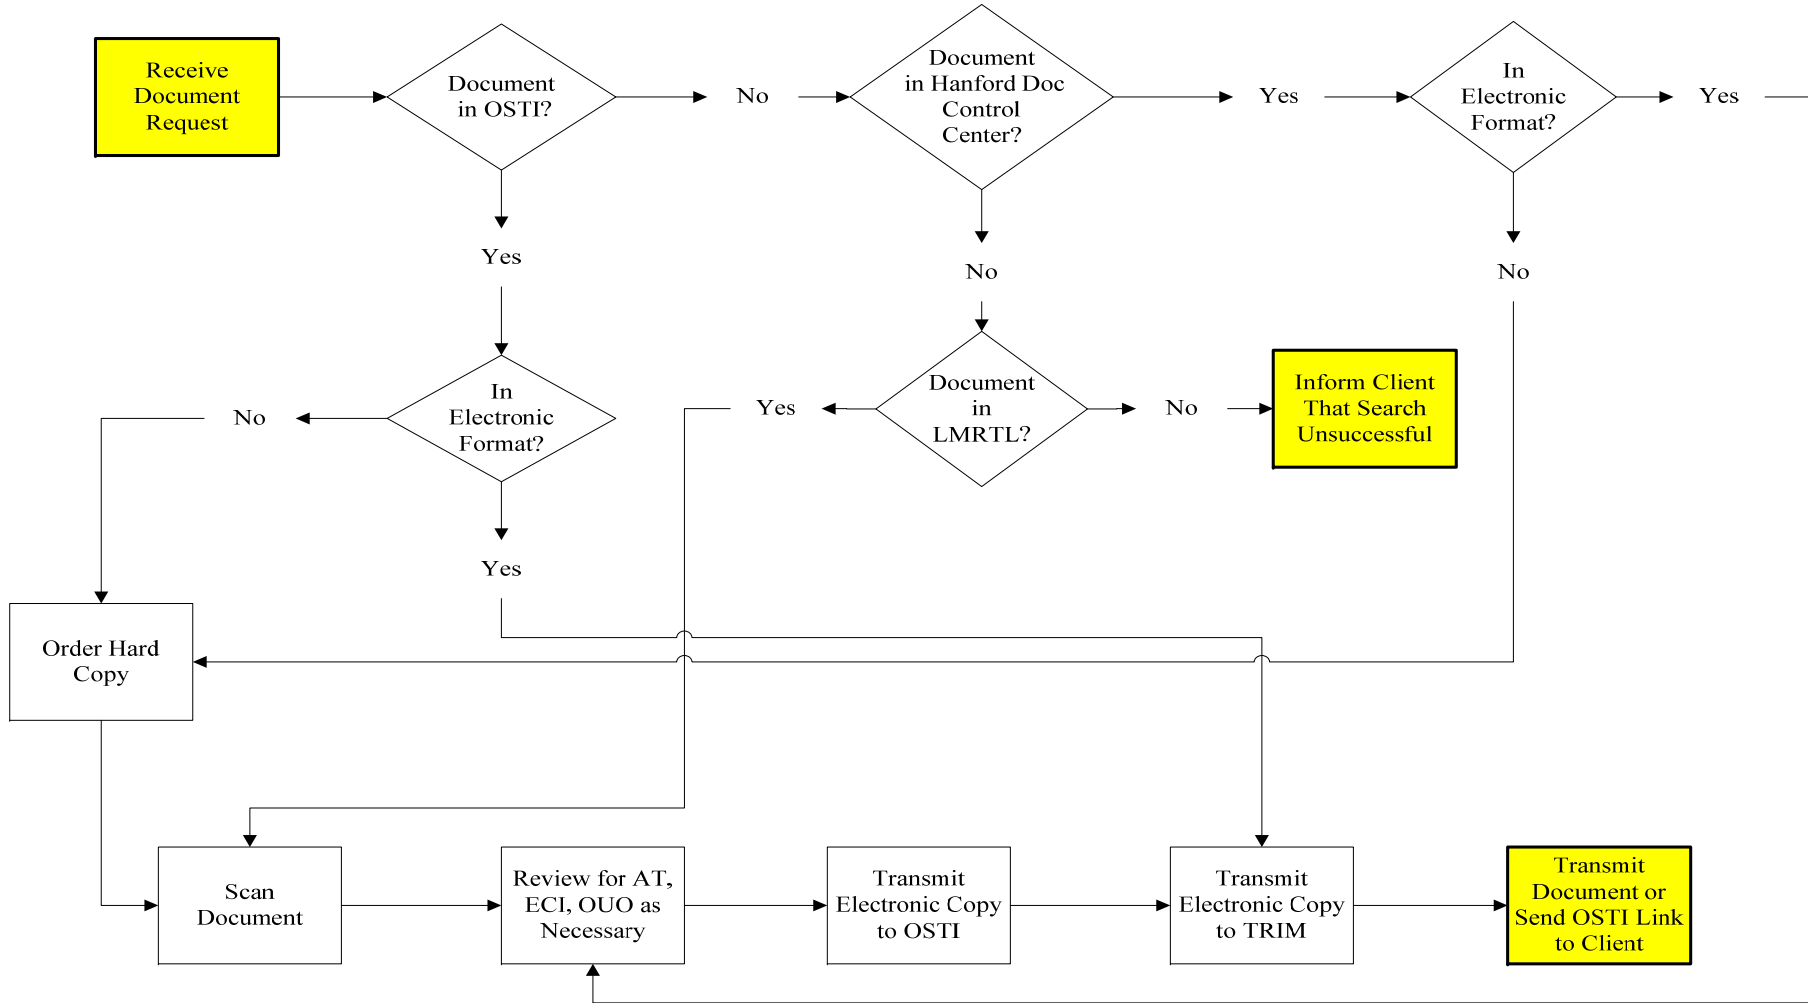 Receive
Document
Request
Document
in OSTI?
No
Document
in Hanford Doc
Control
Center?
Yes
In
Electronic
Format?
Yes
Yes
No
No
In
Electronic
Format?
No
Yes
Document
in
LMRTL?
Yes
No
Inform Client
That Search
Unsuccessful
Order Hard
Copy
Scan
Document
Review for AT,
ECI, OUO as
Necessary
Transmit
Electronic Copy
to OSTI
Transmit
Electronic Copy
to TRIM
Transmit
Document or
Send OSTI Link
to Client